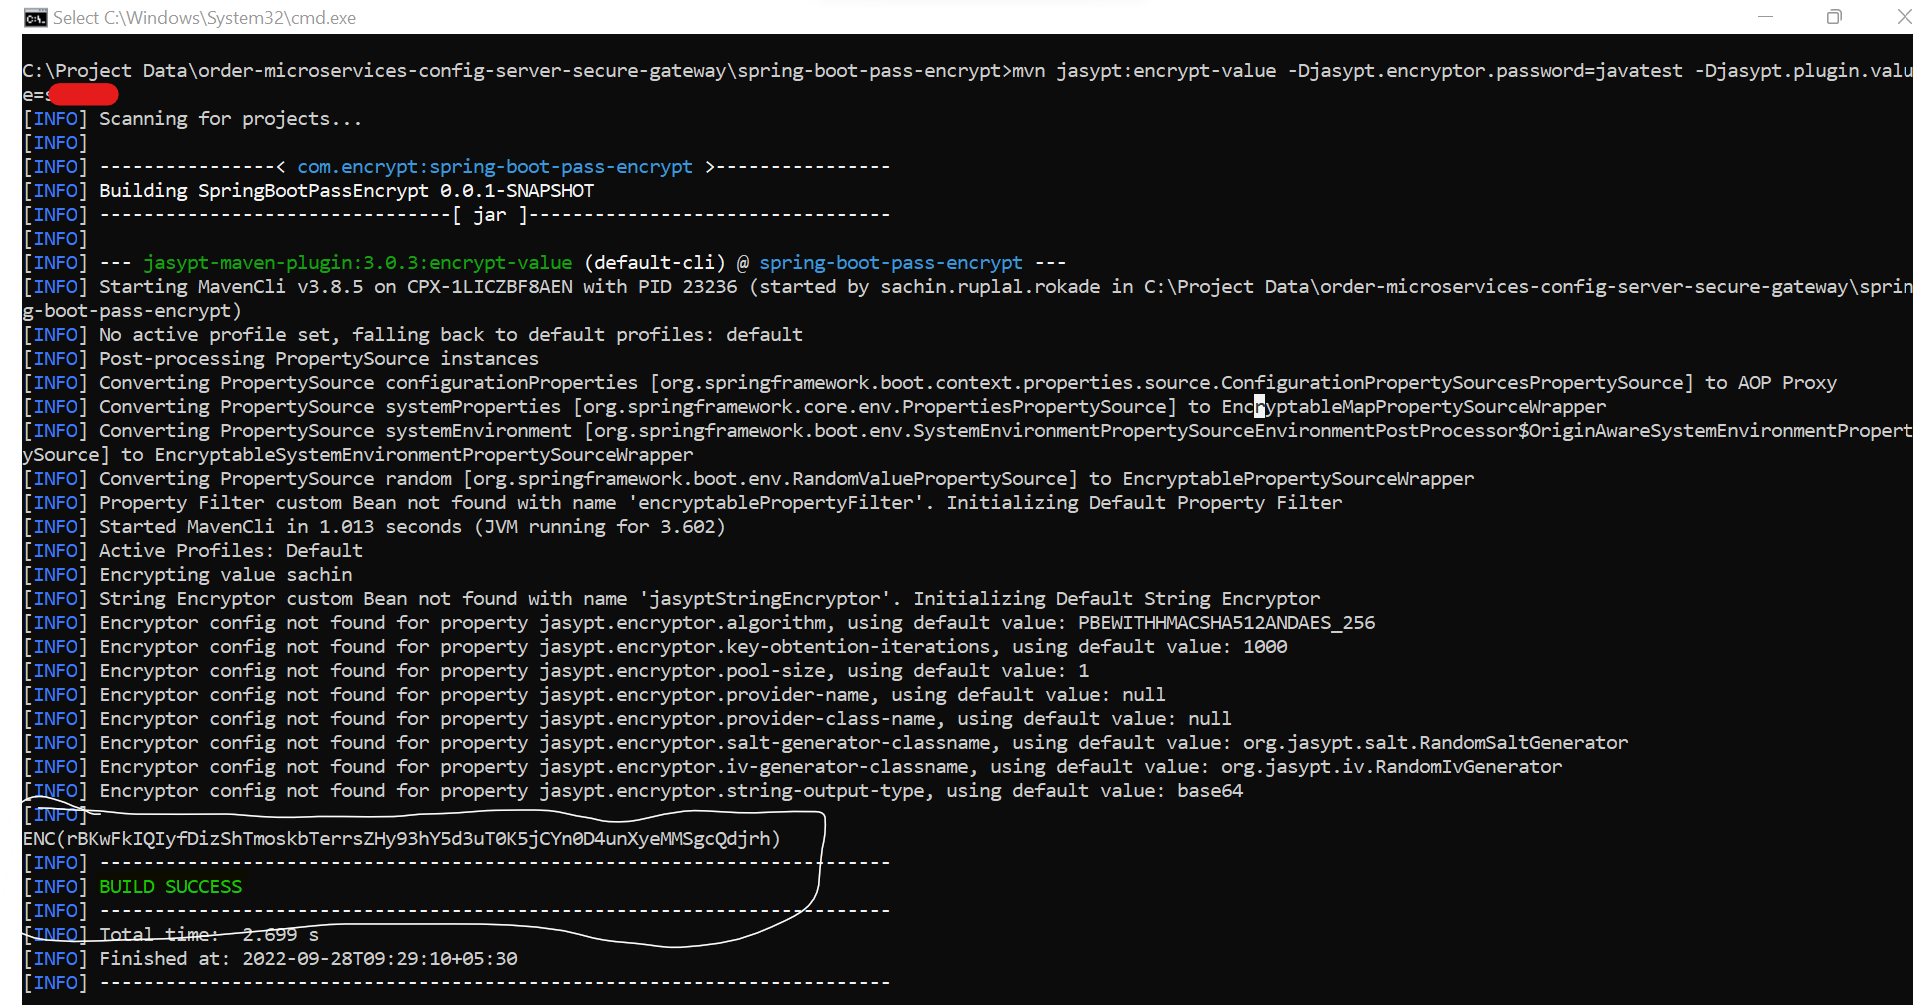 Select C:\Windows\System32\cmd.exe
C:\Project Data\order-microservices-config-server-secure-gateway\spring-boot-pass-encrypt>mvn jasypt:encrypt-value -Djasypt.encryptor.password=javatest -Djasypt.plugin.valu
e=s
[INFO] Scanning for projects...
[INFO]
[INFO] ----------------< com.encrypt:spring-boot-pass-encrypt >----------------
[INFO] Building SpringBootPassEncrypt 0.0.1-SNAPSHOT
[INFO] --------------------------------[ jar ]---------------------------------
[INFO]
[INFO] --- jasypt-maven-plugin:3.0.3:encrypt-value (default-cli) @ spring-boot-pass-encrypt ---
[INFO] Starting MavenCli v3.8.5 on CPX-1LICZBF8AEN with PID 23236 (started by sachin.ruplal.rokade in C:\Project Data\order-microservices-config-server-secure-gateway\sprin
g-boot-pass-encrypt)
[INFO] No active profile set, falling back to default profiles: default
[INFO] Post-processing PropertySource instances
[INFO] Converting PropertySource configurationProperties [org.springframework.boot.context.properties.source.ConfigurationPropertySourcesPropertySource] to AOP Proxy
[INFO] Converting PropertySource systemProperties [org.springframework.core.env.PropertiesPropertySource] to EncryptableMapPropertySourceWrapper
[INFO] Converting PropertySource systemEnvironment [org.springframework.boot.env.SystemEnvironmentPropertySourceEnvironmentPostProcessor$OriginAwareSystemEnvironmentPropert
ySource] to EncryptableSystemEnvironmentPropertySourceWrapper
[INFO] Converting PropertySource random [org.springframework.boot.env.RandomValuePropertySource] to EncryptablePropertySourceWrapper
[INFO] Property Filter custom Bean not found with name 'encryptablePropertyFilter'. Initializing Default Property Filter
[INFO] Started MavenCli in 1.013 seconds (JVM running for 3.602)
[INFO] Active Profiles: Default
[INFO] Encrypting value sachin
[INFO] String Encryptor custom Bean not found with name 'jasyptStringEncryptor'. Initializing Default String Encryptor
[INFO] Encryptor config not found for property jasypt.encryptor.algorithm, using default value: PBEWITHHMACSHA512ANDAES_256
[INFO] Encryptor config not found for property jasypt.encryptor.key-obtention-iterations, using default value: 1000
[INFO] Encryptor config not found for property jasypt.encryptor.pool-size, using default value: 1
[INFO] Encryptor config not found for property jasypt.encryptor.provider-name, using default value: null
[INFO] Encryptor config not found for property jasypt.encryptor.provider-class-name, using default value: null
[INFO] Encryptor config not found for property jasypt.encryptor.salt-generator-classname, using default value: org.jasypt.salt.RandomSaltGenerator
[INFO] Encryptor config not found for property jasypt.encryptor.iv-generator-classname, using default value: org.jasypt.iv.RandomIvGenerator
[INFO] Encryptor config not found for property jasypt.encryptor.string-output-type, using default value: base64
[INFO]
ENC(rBKwFkIQIyfDizShTmoskbTerrsZHy93hY5d3uT0K5jCYn0D4unXyeMMSgcQdjrh)
[INFO] ------------------------------------------------------------------------
[INFO] BUILD SUCCESS
[INFO] ------------------------------------------------------------------------
[INFO] Total time:  2.699 s
[INFO] Finished at: 2022-09-28T09:29:10+05:30
[INFO] ------------------------------------------------------------------------